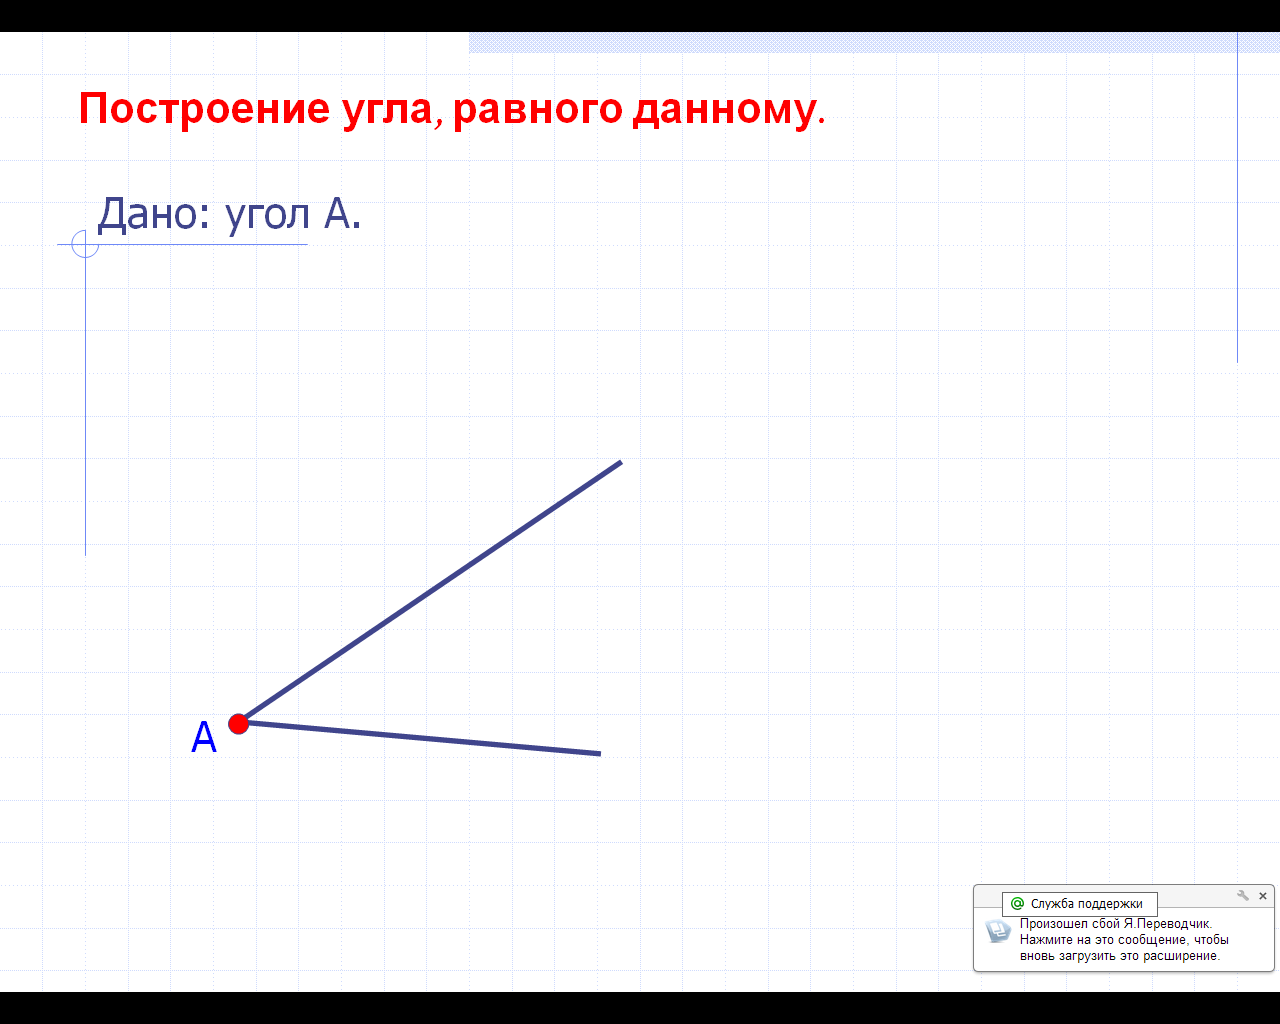 Построение угла, равного данному.
Дано: угол А.
А
Служба поддержки
Произошел сбой Я.Переводчик.
Нажмите на это сообщение, чтобы
вновь загрузить это расширение.